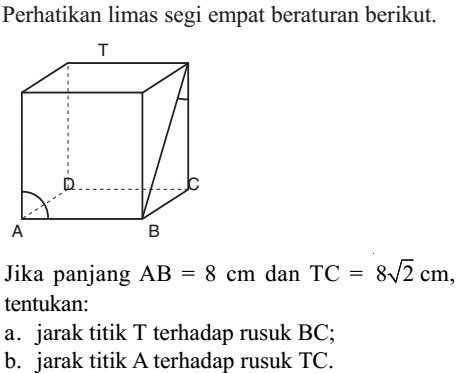 Perhatikan limas segi empat beraturan berikut.
T
D
C
A
B
Jika panjang AB = 8 cm dan TC = 8√2 cm,
tentukan:
a. jarak titik T terhadap rusuk BC;
b. jarak titik A terhadap rusuk TC.